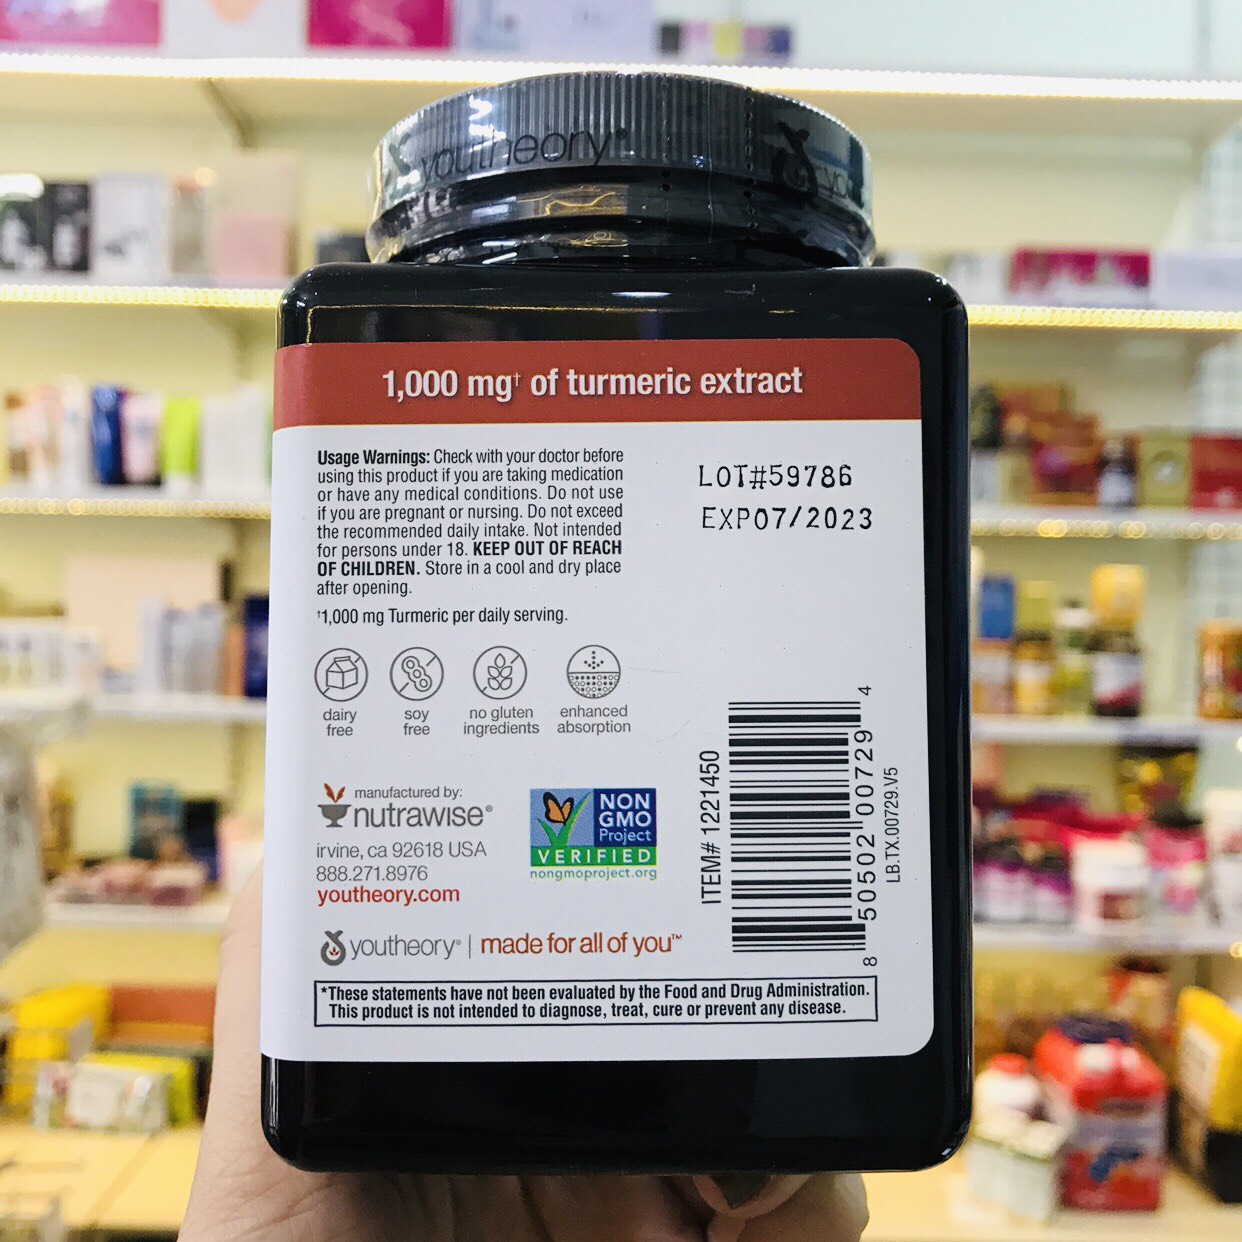 youtheory®
1,000 mg† of turmeric extract
Usage Warnings: Check with your doctor before
using this product if you are taking medication
or have any medical conditions. Do not use
if you are pregnant or nursing. Do not exceed
the recommended daily intake. Not intended
for persons under 18. KEEP OUT OF REACH
OF CHILDREN. Store in a cool and dry place
after opening.
†1,000 mg Turmeric per daily serving.
LOT#59786
EXP07/2023
dairy
free
soy
free
no gluten
ingredients
enhanced
absorption
manufactured by:
nutrawise®
irvine, ca 92618 USA
888.271.8976
youtheory.com
NON
GMO
Project
VERIFIED
nongmoproject.org
ITEM# 1221450
8 50502 00729 4
LB.TX.00729.V5
youtheory® | made for all of you™
*These statements have not been evaluated by the Food and Drug Administration.
This product is not intended to diagnose, treat, cure or prevent any disease.